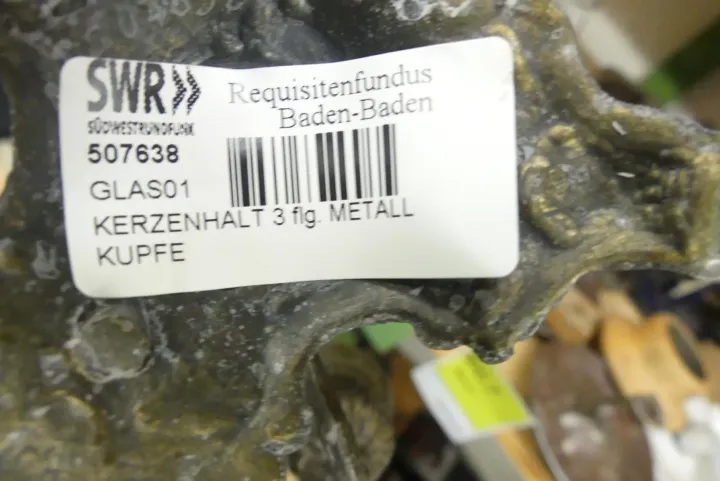 SWR
SÜDWESTRUNDFUNK
Requisitenfundus
Baden-Baden
507638
GLAS01
KERZENHALT 3 flg. METALL
KUPFE